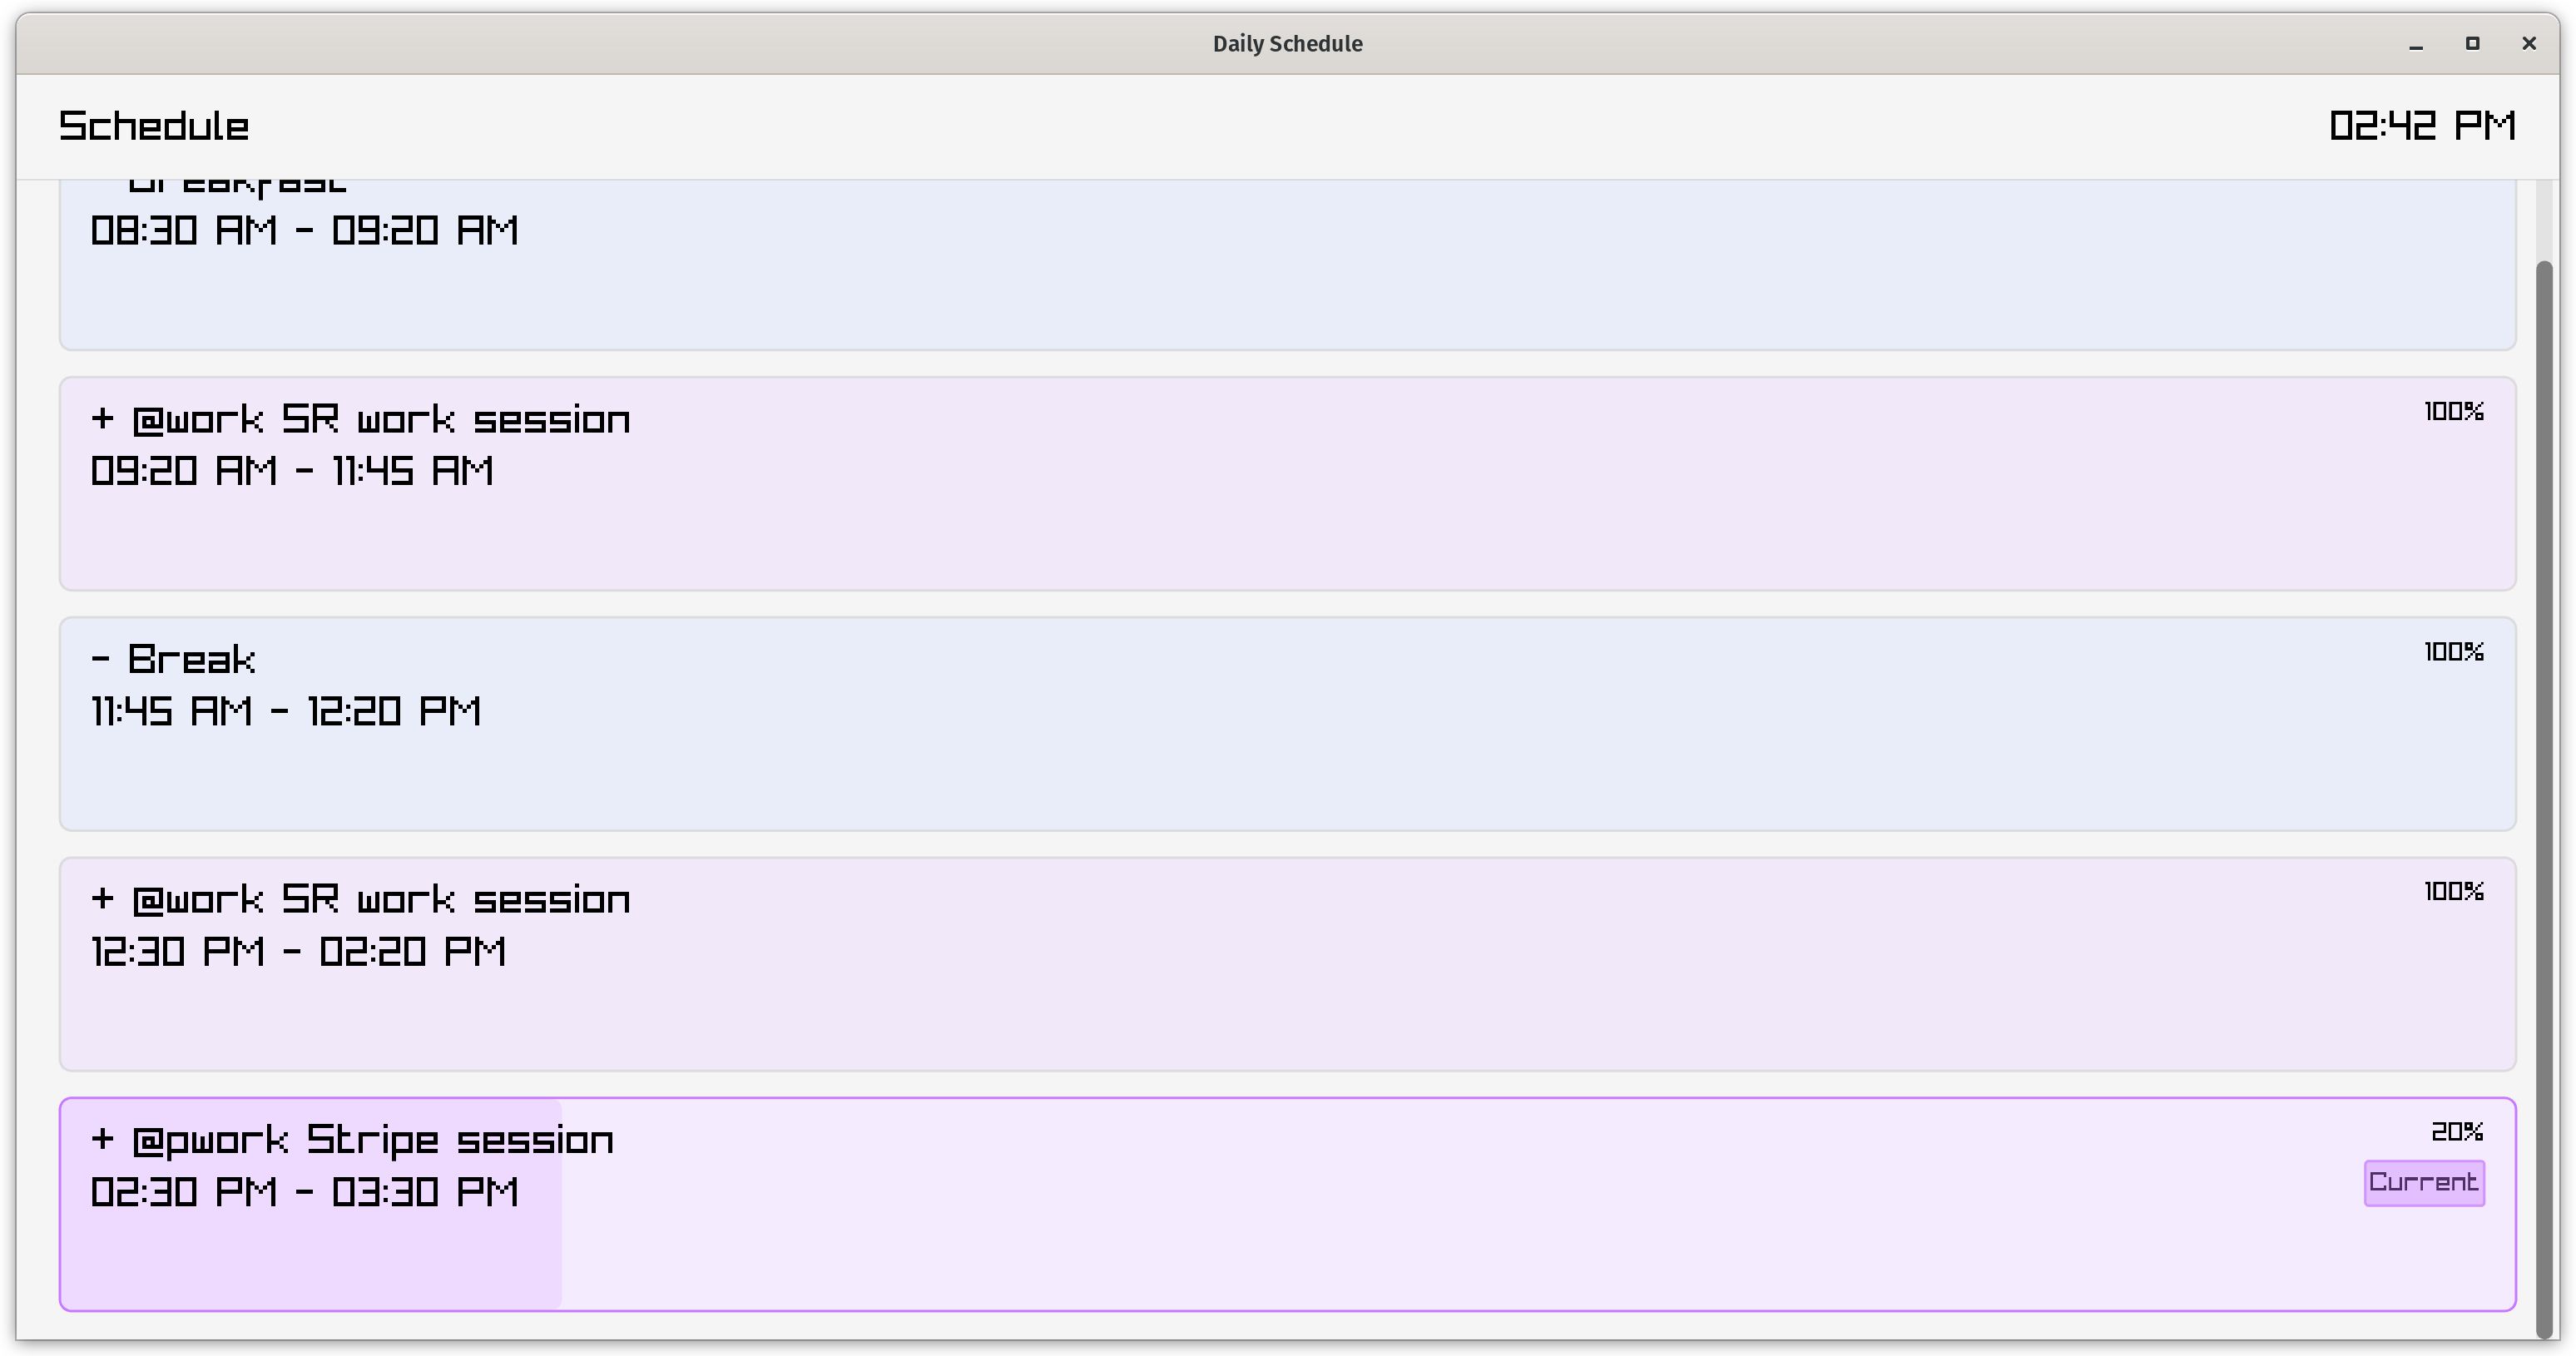 Daily Schedule
Schedule
02:42 PM
Breakfast
08:30 AM - 09:20 AM
+ @work SR work session
100%
09:20 AM - 11:45 AM
- Break
100%
11:45 AM - 12:20 PM
+ @work SR work session
100%
12:30 PM - 02:20 PM
+ @pwork Stripe session
20%
02:30 PM - 03:30 PM
Current